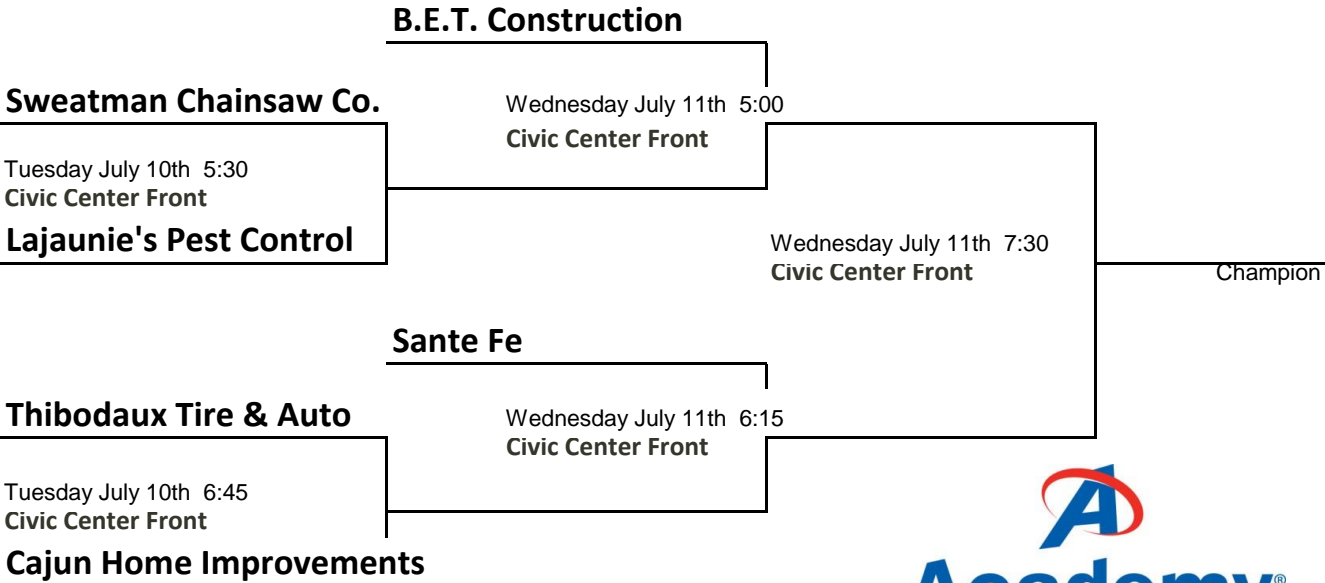 B.E.T. Construction
Sweatman Chainsaw Co.
Wednesday July 11th 5:00
Civic Center Front
Tuesday July 10th 5:30
Civic Center Front
Lajaunie's Pest Control
Wednesday July 11th 7:30
Civic Center Front
Champion
Sante Fe
Thibodaux Tire & Auto
Wednesday July 11th 6:15
Civic Center Front
Tuesday July 10th 6:45
Civic Center Front
Cajun Home Improvements
Academy®